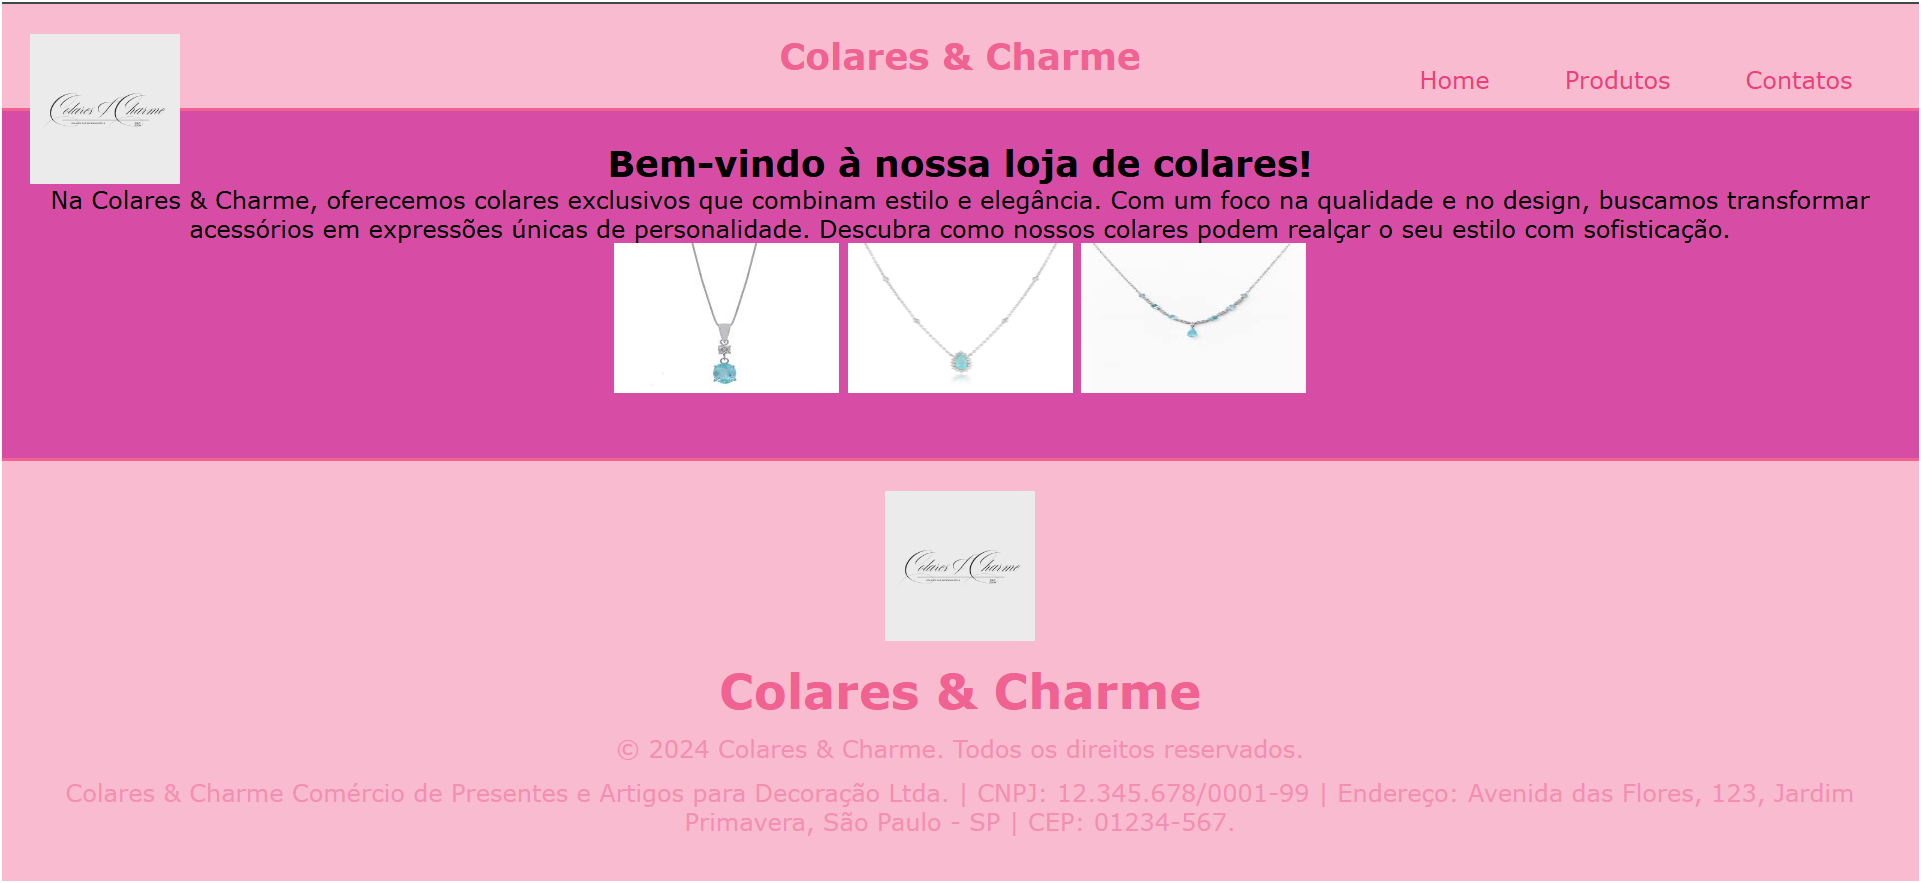 Colares & Charme
Colares & Charme
Home
Produtos
Contatos
Bem-vindo à nossa loja de colares!
Na Colares & Charme, oferecemos colares exclusivos que combinam estilo e elegância. Com um foco na qualidade e no design, buscamos transformar
acessórios em expressões únicas de personalidade. Descubra como nossos colares podem realçar o seu estilo com sofisticação.
Colares & Charme
Colares & Charme
© 2024 Colares & Charme. Todos os direitos reservados.
Colares & Charme Comércio de Presentes e Artigos para Decoração Ltda. | CNPJ: 12.345.678/0001-99 | Endereço: Avenida das Flores, 123, Jardim
Primavera, São Paulo - SP | CEP: 01234-567.